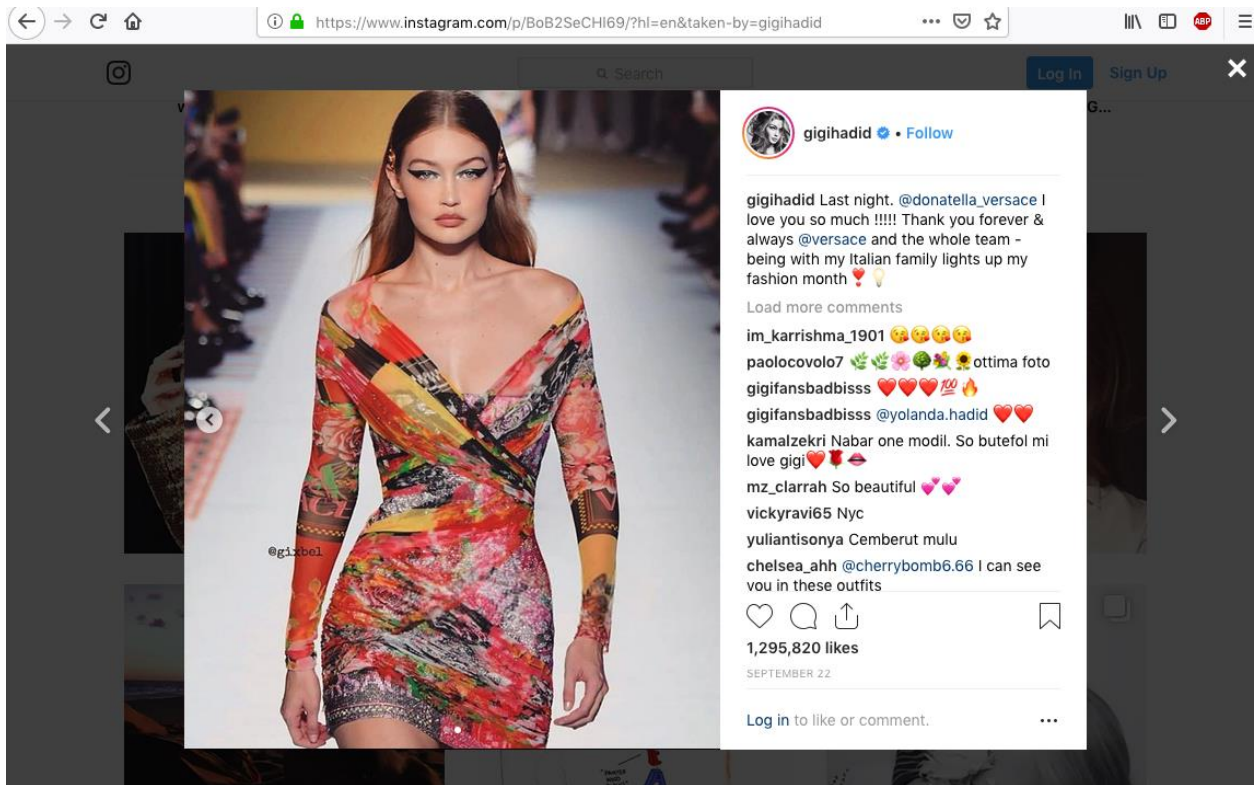 https://www.instagram.com/p/BoB2SeCHI69/?hl=en&taken-by=gigihadid
ABP
Search
Log In
Sign Up
G...
gigihadid • Follow
gigihadid Last night. @donatella_versace I
love you so much !!!!! Thank you forever &
always @versace and the whole team -
being with my Italian family lights up my
fashion month ❣️💡
Load more comments
im_karrishma_1901 😘😘😘😘
paolocovolo7 🌿🌿🌸🌳💐🌻ottima foto
gigifansbadbisss ❤️❤️❤️💯🔥
gigifansbadbisss @yolanda.hadid ❤️❤️
kamalzekri Nabar one modil. So butefol mi
love gigi❤️🌹👄
mz_clarrah So beautiful 💕💕
vickyravi65 Nyc
yuliantisonya Cemberut mulu
chelsea_ahh @cherrybomb6.66 I can see
you in these outfits
1,295,820 likes
SEPTEMBER 22
Log in to like or comment.
@gixbel